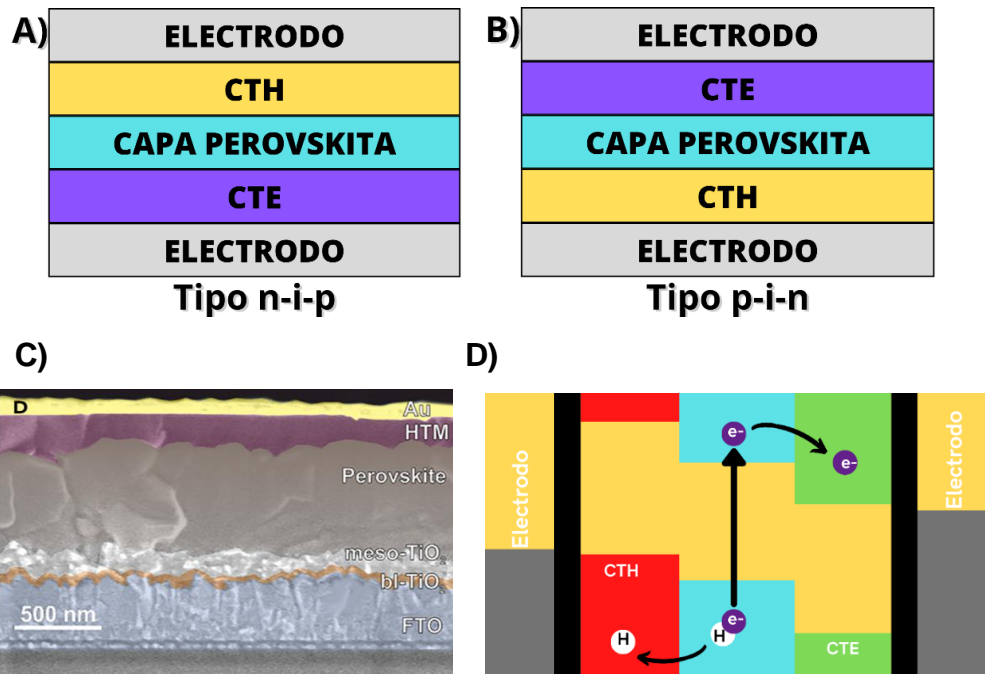 A)
ELECTRODO
CTH
CAPA PEROVSKITA
CTE
ELECTRODO
Tipo n-i-p
B)
ELECTRODO
CTE
CAPA PEROVSKITA
CTH
ELECTRODO
Tipo p-i-n
C)
D
Au
HTM
Perovskite
meso-TiO₂
bl-TiO₂
500 nm
FTO
D)
Electrodo
CTH
H
H
e-
e-
e-
CTE
Electrodo